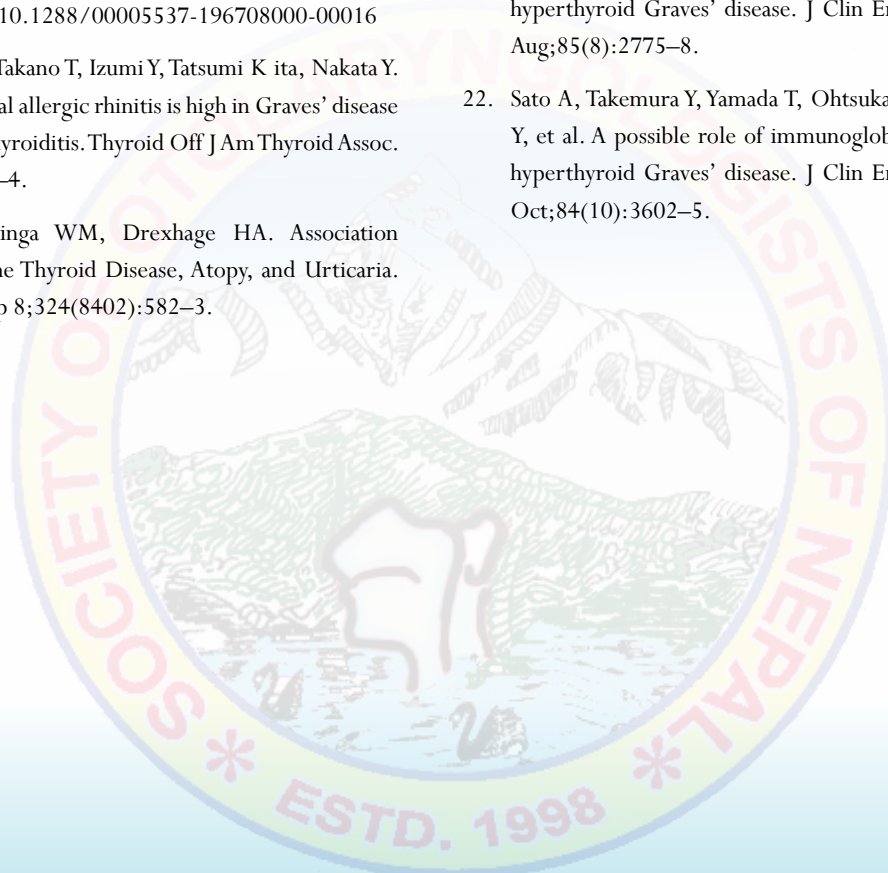 10.1288/00005537-196708000-00016
Takano T, Izumi Y, Tatsumi K ita, Nakata Y.
al allergic rhinitis is high in Graves’ disease
yroiditis. Thyroid Off J Am Thyroid Assoc.
–4.
inga WM, Drexhage HA. Association
ne Thyroid Disease, Atopy, and Urticaria.
p 8;324(8402):582–3.
hyperthyroid Graves’ disease. J Clin En
Aug;85(8):2775–8.
22. Sato A, Takemura Y, Yamada T, Ohtsuka
Y, et al. A possible role of immunoglob
hyperthyroid Graves’ disease. J Clin En
Oct;84(10):3602–5.
SOCIETY OF OTOLARYNGOLOGISTS OF NEPAL
ESTD. 1998